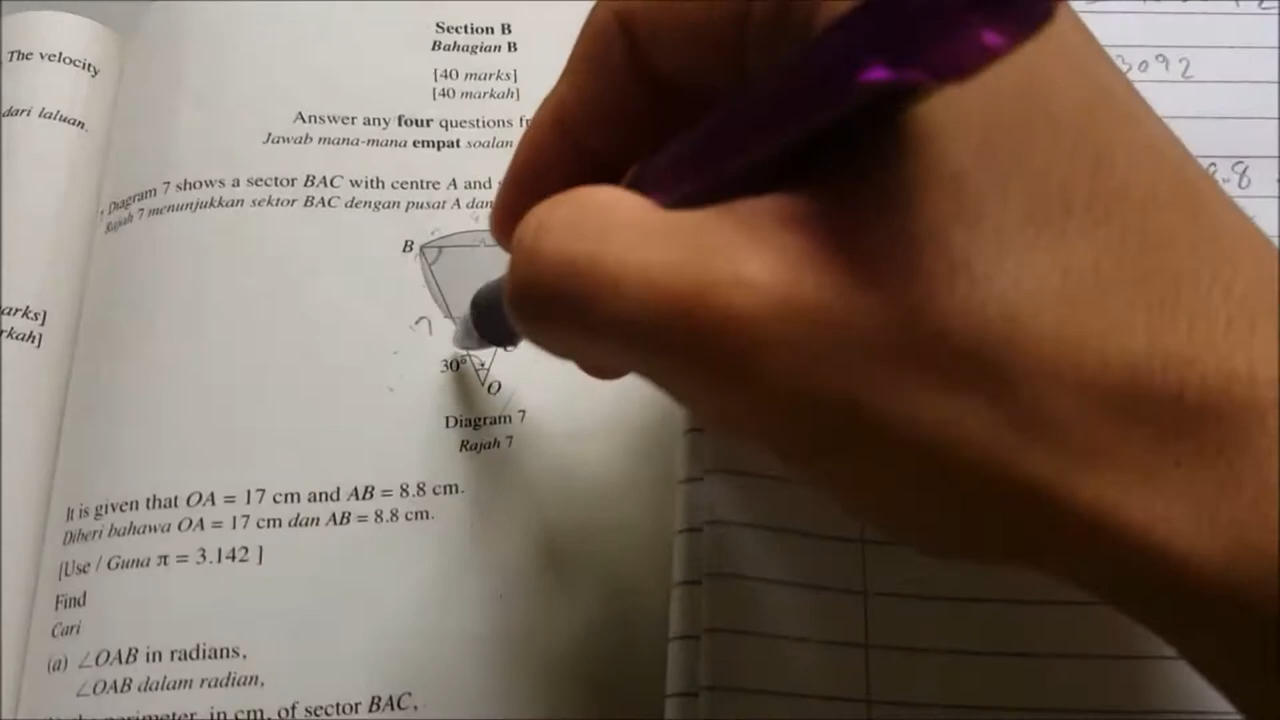 The velocity
dari laluan.
arks]
rkah]
Section B
Bahagian B
[40 marks]
[40 markah]
Answer any four questions
Jawab mana-mana empat soalan
Diagram 7 shows a sector BAC with centre A and
Rajah 7 menunjukkan sektor BAC dengan pusat A dan
B
7
30°
O
Diagram 7
Rajah 7
It is given that OA = 17 cm and AB = 8.8 cm.
Diberi bahawa OA = 17 cm dan AB = 8.8 cm.
[Use / Guna π = 3.142 ]
Find
Cari
(a) ∠OAB in radians,
∠OAB dalam radian,
perimeter, in cm, of sector BAC,
3092
8